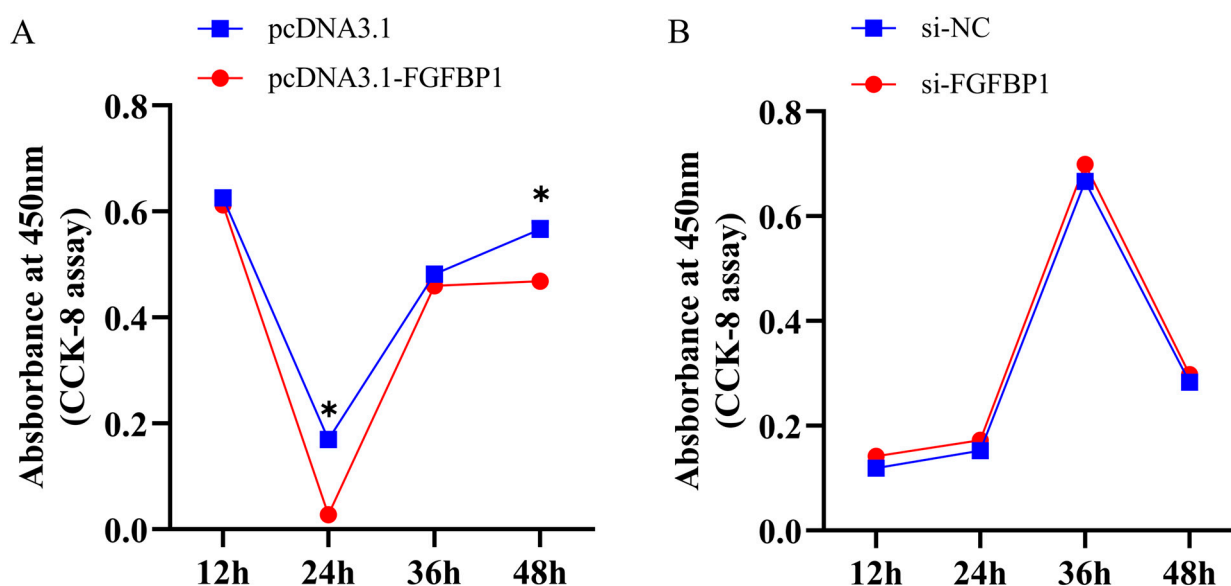 A
pcDNA3.1
pcDNA3.1-FGFBP1
Absborbance at 450nm
(CCK-8 assay)
0.8
0.6
0.4
0.2
0.0
*
*
12h 24h 36h 48h
B
si-NC
si-FGFBP1
Absborbance at 450nm
(CCK-8 assay)
0.8
0.6
0.4
0.2
0.0
12h 24h 36h 48h